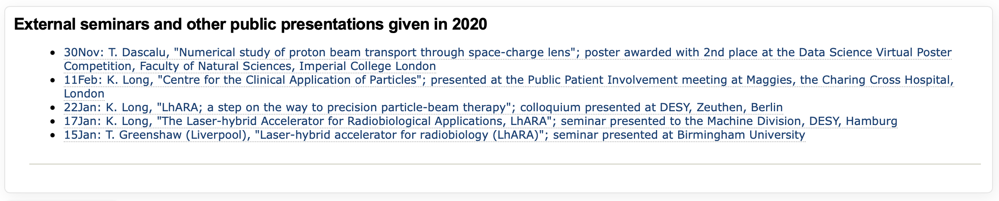 External seminars and other public presentations given in 2020
30Nov: T. Dascalu, "Numerical study of proton beam transport through space-charge lens"; poster awarded with 2nd place at the Data Science Virtual Poster
Competition, Faculty of Natural Sciences, Imperial College London
11Feb: K. Long, "Centre for the Clinical Application of Particles"; presented at the Public Patient Involvement meeting at Maggies, the Charing Cross Hospital,
London
22Jan: K. Long, "LhARA; a step on the way to precision particle-beam therapy"; colloquium presented at DESY, Zeuthen, Berlin
17Jan: K. Long, "The Laser-hybrid Accelerator for Radiobiological Applications, LhARA"; seminar presented to the Machine Division, DESY, Hamburg
15Jan: T. Greenshaw (Liverpool), "Laser-hybrid accelerator for radiobiology (LhARA)"; seminar presented at Birmingham University